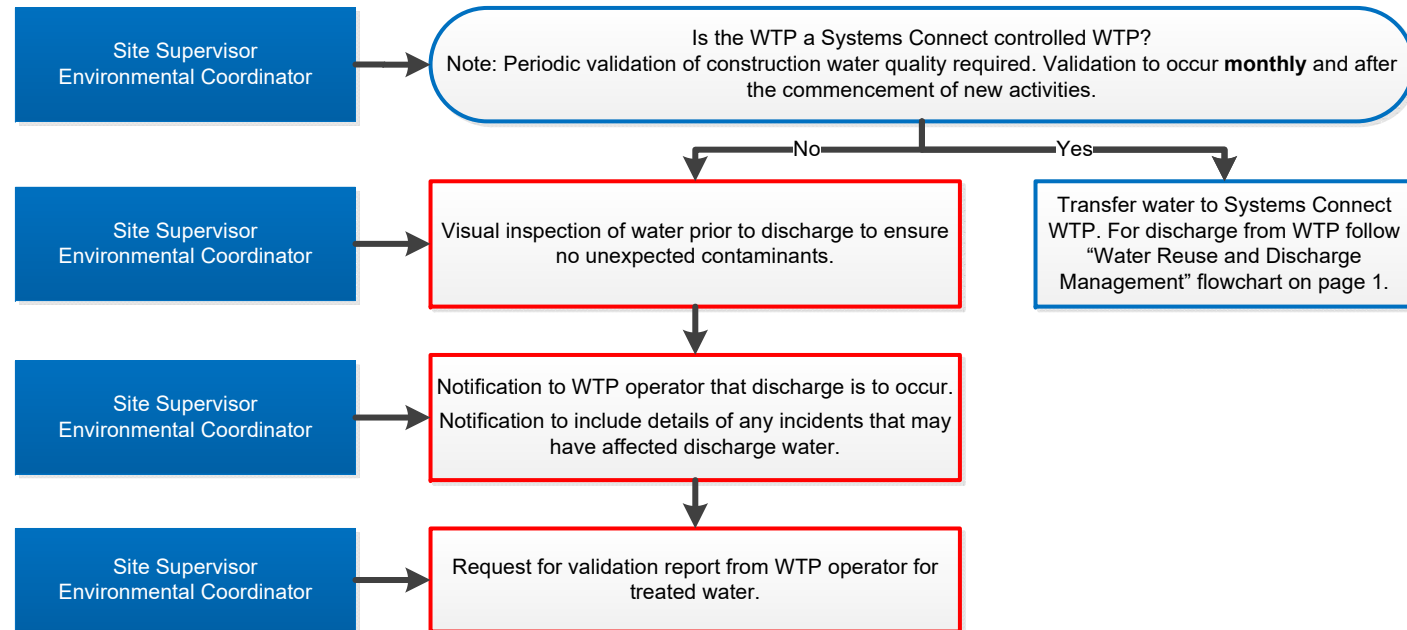 Site Supervisor
Environmental Coordinator
Is the WTP a Systems Connect controlled WTP?
Note: Periodic validation of construction water quality required. Validation to occur monthly and after
the commencement of new activities.
No
Yes
Site Supervisor
Environmental Coordinator
Visual inspection of water prior to discharge to ensure
no unexpected contaminants.
Transfer water to Systems Connect
WTP. For discharge from WTP follow
“Water Reuse and Discharge
Management” flowchart on page 1.
Site Supervisor
Environmental Coordinator
Notification to WTP operator that discharge is to occur.
Notification to include details of any incidents that may
have affected discharge water.
Site Supervisor
Environmental Coordinator
Request for validation report from WTP operator for
treated water.